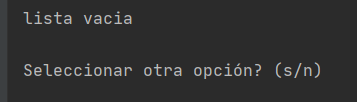 lista vacia
Seleccionar otra opción? (s/n)